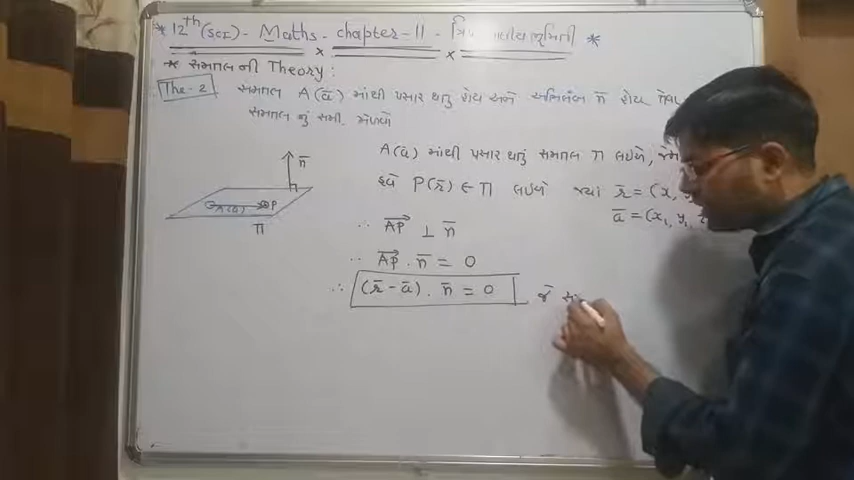 * 12th (sci) - Maths - chapter-11 - ત્રિ ભૂમિતી *
* સમતલ ની Theory :
The-2 સમતલ A(ā) માંથી પસાર થતું હોય અને અભિલંબ n̄ હોય તેવા
સમતલ નું સમી. મેળવો
A(ā) માંથી પસાર થતું સમતલ π લઈએ,
હવે P(r̄) ∈ π લઈએ જ્યાં r̄ = (x, y
ā = (x₁, y₁,
n̄
A(ā) P
π
∴ AP⃗ ⊥ n̄
∴ AP⃗ . n̄ = 0
∴ (r̄ - ā) . n̄ = 0 જે